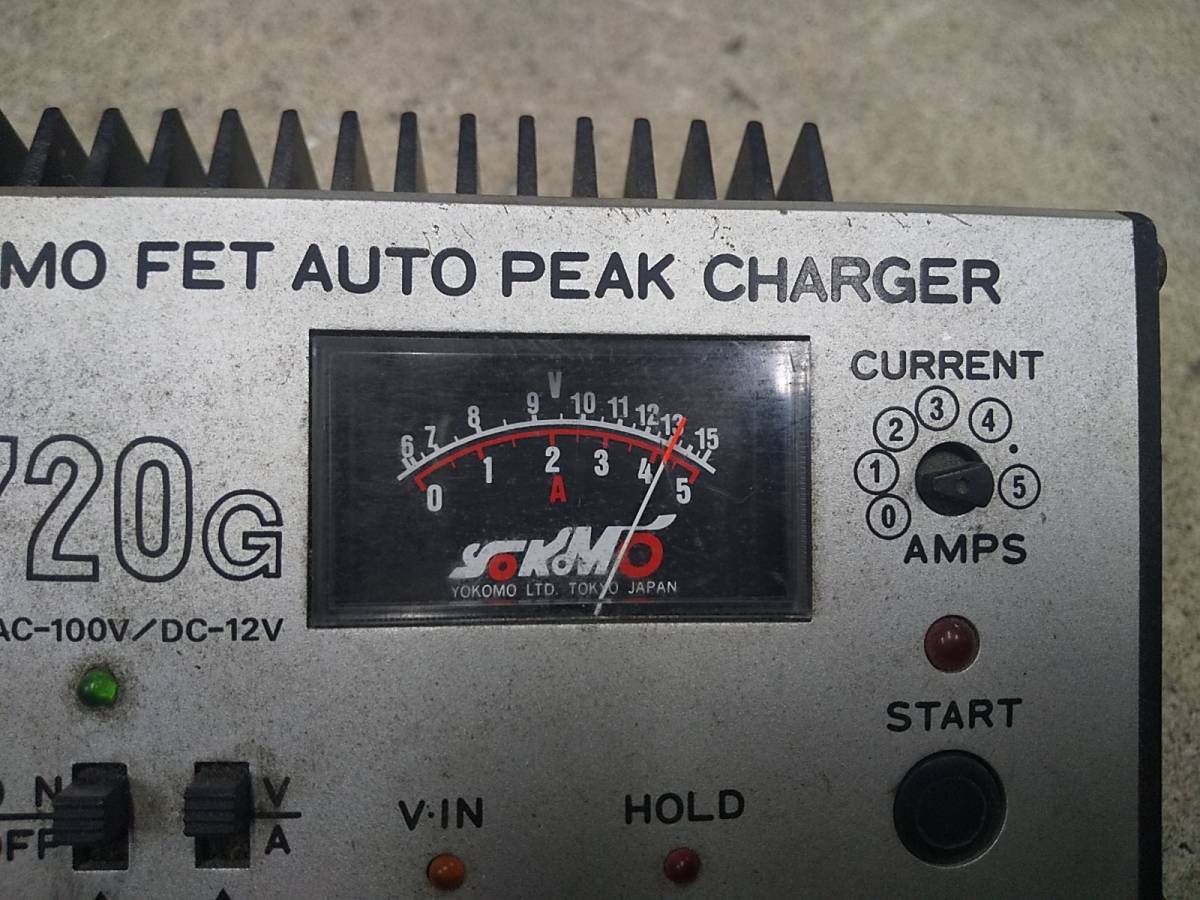 MO FET AUTO PEAK CHARGER
V
6 7 8 9 10 11 12 13 15
0 1 2 3 4 5
A
YOKOMO
YOKOMO LTD. TOKYO JAPAN
CURRENT
0 1 2 3 4 5
AMPS
720G
AC-100V/DC-12V
START
ON
OFF
V
A
V·IN
HOLD